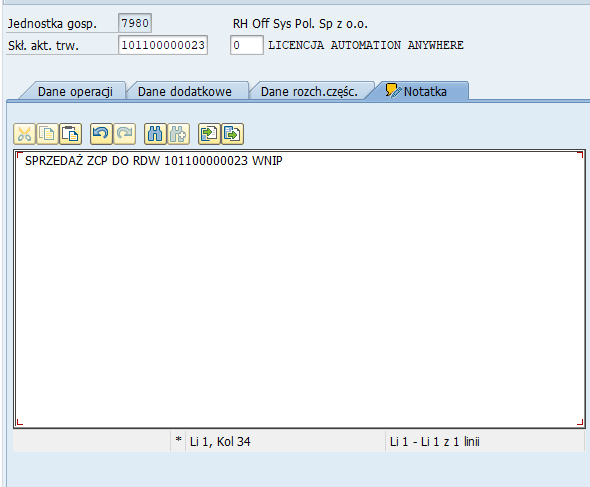 Jednostka gosp. 7980 RH Off Sys Pol. Sp z o.o.
Skł. akt. trw. 101100000023 0 LICENCJA AUTOMATION ANYWHERE
Dane operacji Dane dodatkowe Dane rozch.częśc. Notatka
SPRZEDAŻ ZCP DO RDW 101100000023 WNIP
* Li 1, Kol 34 Li 1 - Li 1 z 1 linii